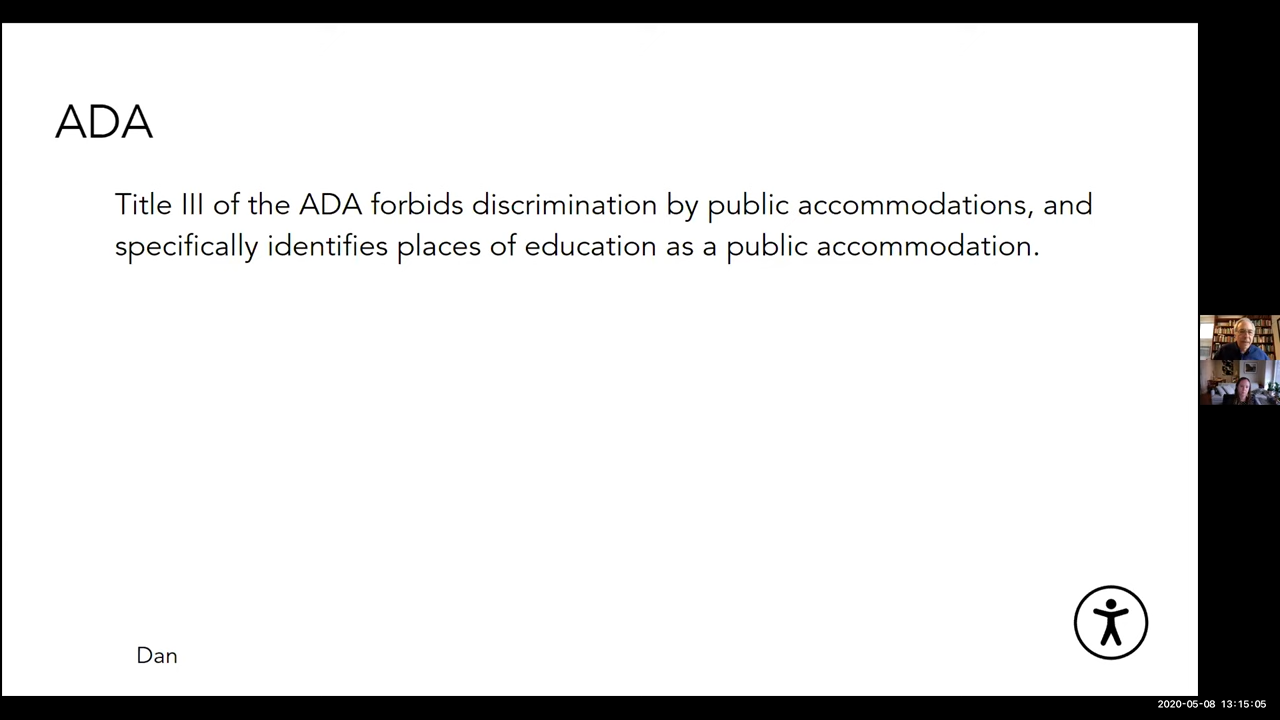 ADA
Title III of the ADA forbids discrimination by public accommodations, and
specifically identifies places of education as a public accommodation.
Dan
2020-05-08 13:15:05